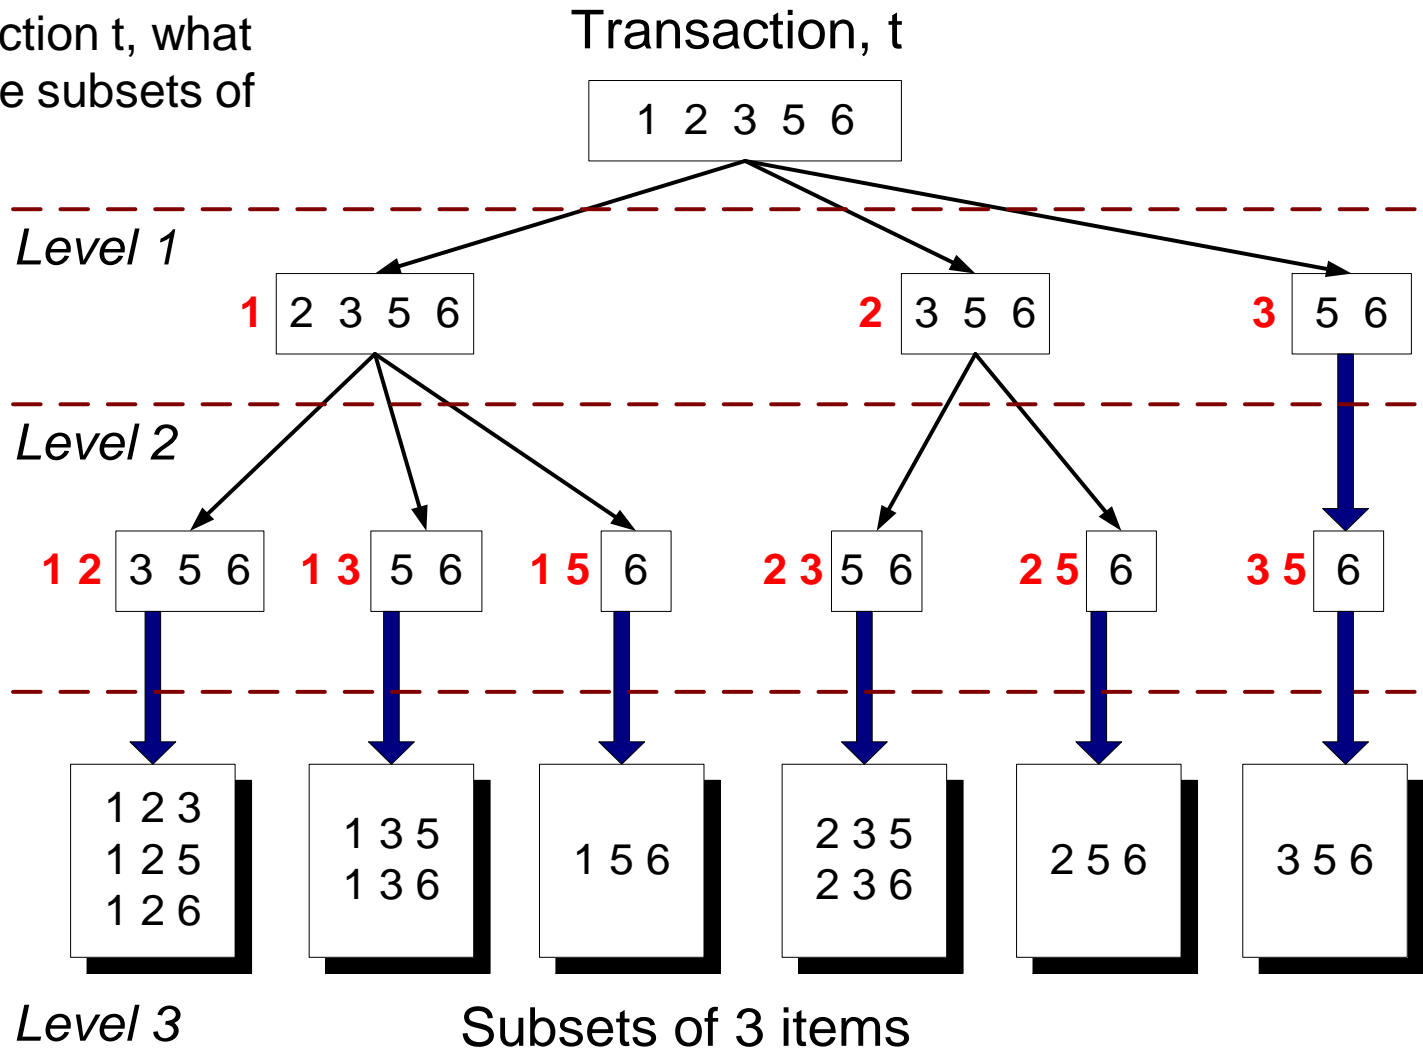 ction t, what
e subsets of
Transaction, t
1 2 3 5 6
Level 1
1 2 3 5 6
2 3 5 6
3 5 6
Level 2
1 2 3 5 6
1 3 5 6
1 5 6
2 3 5 6
2 5 6
3 5 6
1 2 3
1 2 5
1 2 6
1 3 5
1 3 6
1 5 6
2 3 5
2 3 6
2 5 6
3 5 6
Level 3
Subsets of 3 items